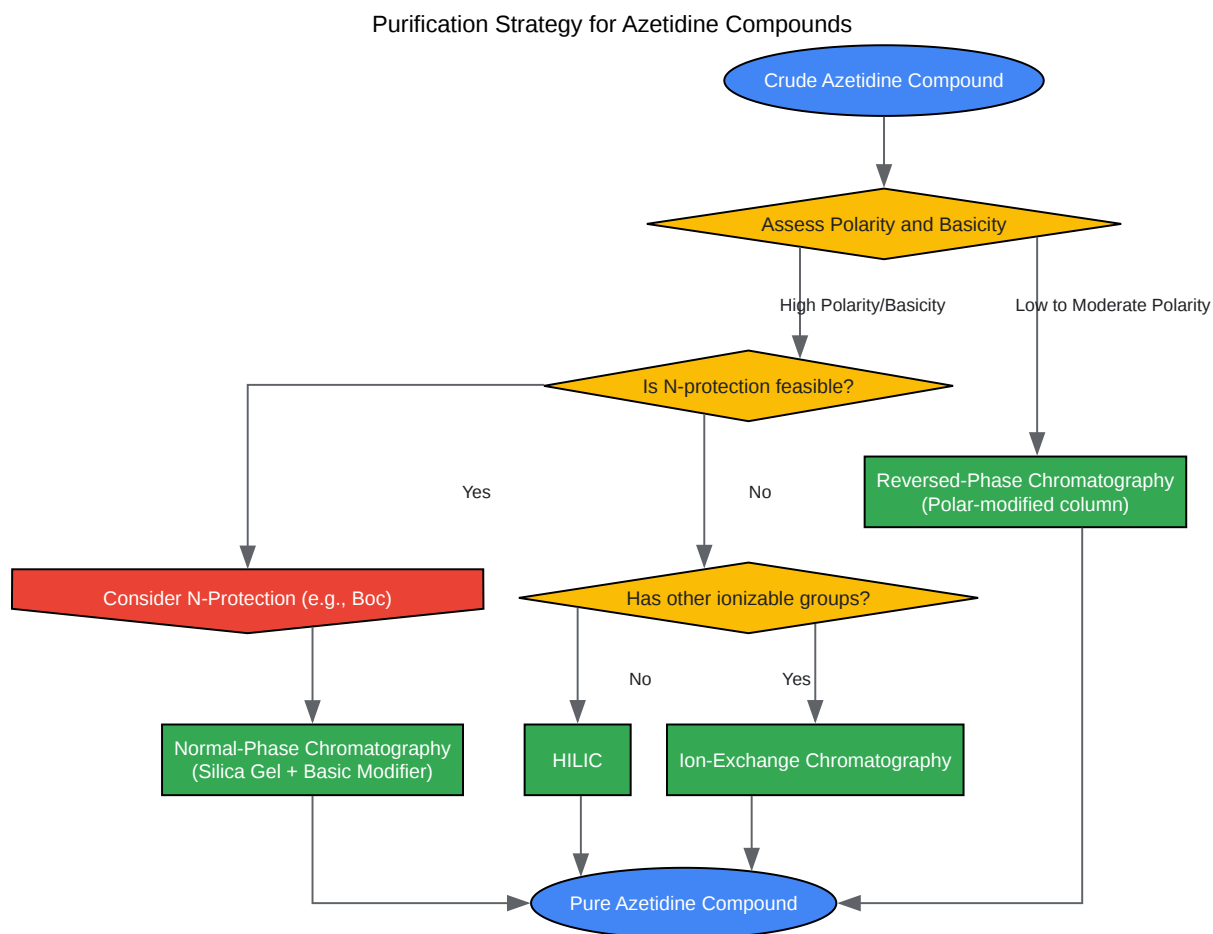 Purification Strategy for Azetidine Compounds
Crude Azetidine Compound
Assess Polarity and Basicity
High Polarity/Basicity
Low to Moderate Polarity
Is N-protection feasible?
Yes
No
Reversed-Phase Chromatography
(Polar-modified column)
Consider N-Protection (e.g., Boc)
Has other ionizable groups?
No
Yes
Normal-Phase Chromatography
(Silica Gel + Basic Modifier)
HILIC
Ion-Exchange Chromatography
Pure Azetidine Compound